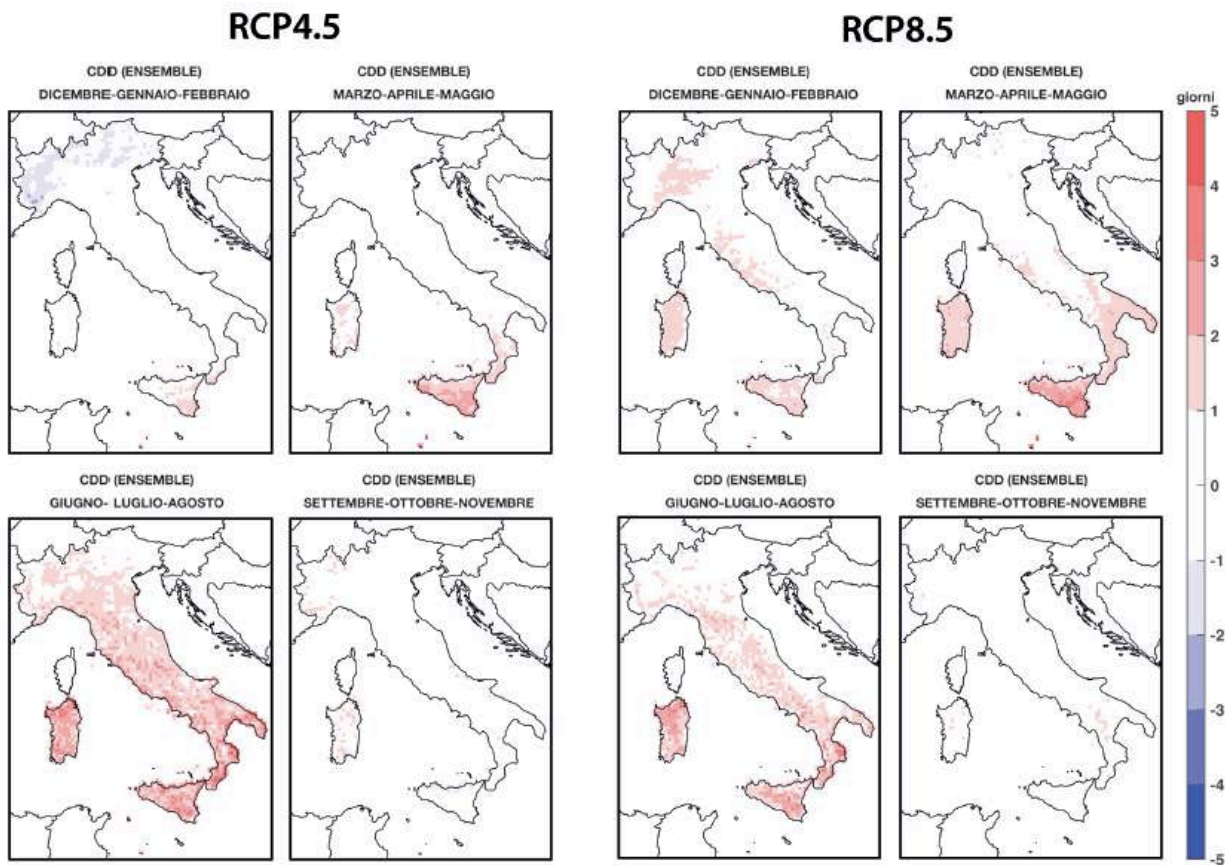 RCP4.5
RCP8.5
CDD (ENSEMBLE)
DICEMBRE-GENNAIO-FEBBRAIO
CDD (ENSEMBLE)
MARZO-APRILE-MAGGIO
CDD (ENSEMBLE)
DICEMBRE-GENNAIO-FEBBRAIO
CDD (ENSEMBLE)
MARZO-APRILE-MAGGIO
giorni
5
4
3
2
1
0
-1
-2
-3
-4
-5
CDD (ENSEMBLE)
GIUGNO- LUGLIO-AGOSTO
CDD (ENSEMBLE)
SETTEMBRE-OTTOBRE-NOVEMBRE
CDD (ENSEMBLE)
GIUGNO-LUGLIO-AGOSTO
CDD (ENSEMBLE)
SETTEMBRE-OTTOBRE-NOVEMBRE